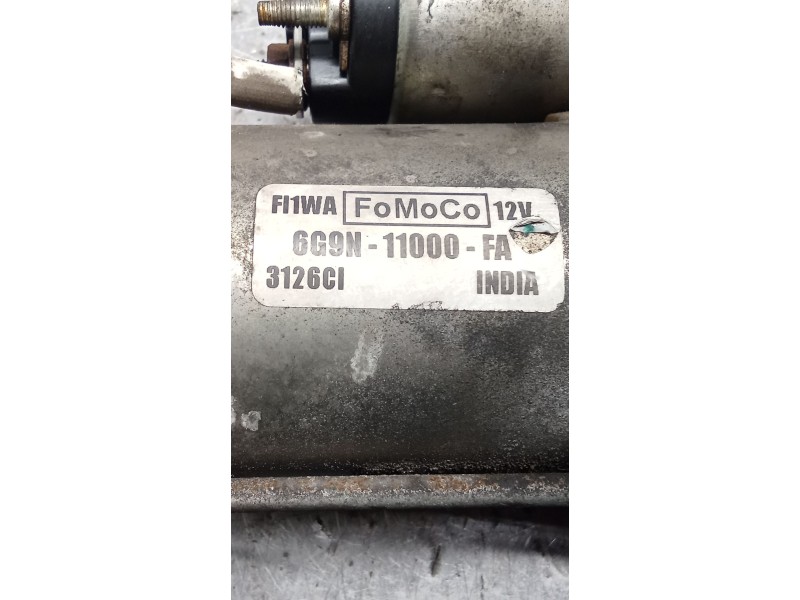 FI1WA FoMoCo 12V
6G9N - 11000 - FA
3126CI INDIA